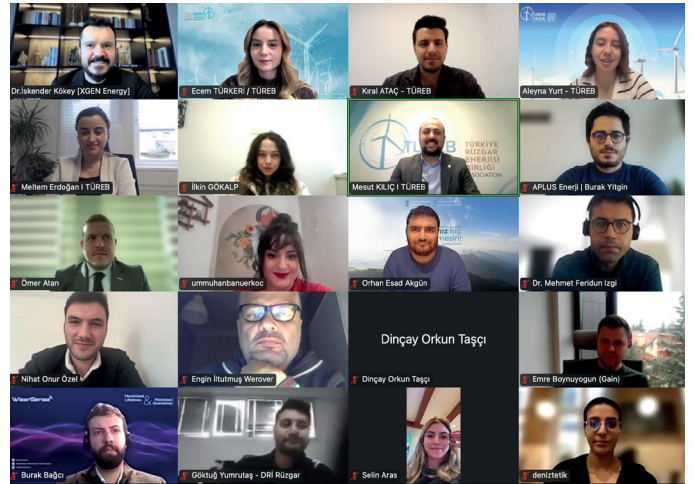 Dr.İskender Kökey [XGEN Energy]
Ecem TÜRKERİ / TÜREB
Kıral ATAÇ - TÜREB
Aleyna Yurt - TÜREB
Meltem Erdoğan I TÜREB
İlkin GÖKALP
TÜREB
TÜRKİYE
RÜZGAR
ENERJİSİ
BİRLİĞİ
Mesut KILIÇ I TÜREB
APLUS Enerji | Burak Yitgin
Ömer Atan
ummuhanbanuerkoc
Orhan Esad Akgün
Dr. Mehmet Feridun Izgi
Nihat Onur Özel
Engin İltutmuş Werover
Dinçay Orkun Taşçı
Dinçay Orkun Taşçı
Emre Boynuyogun (Gain)
WiserSense
&
Burak Bağcı
Göktuğ Yumrutaş - DRİ Rüzgar
Selin Aras
deniztetik